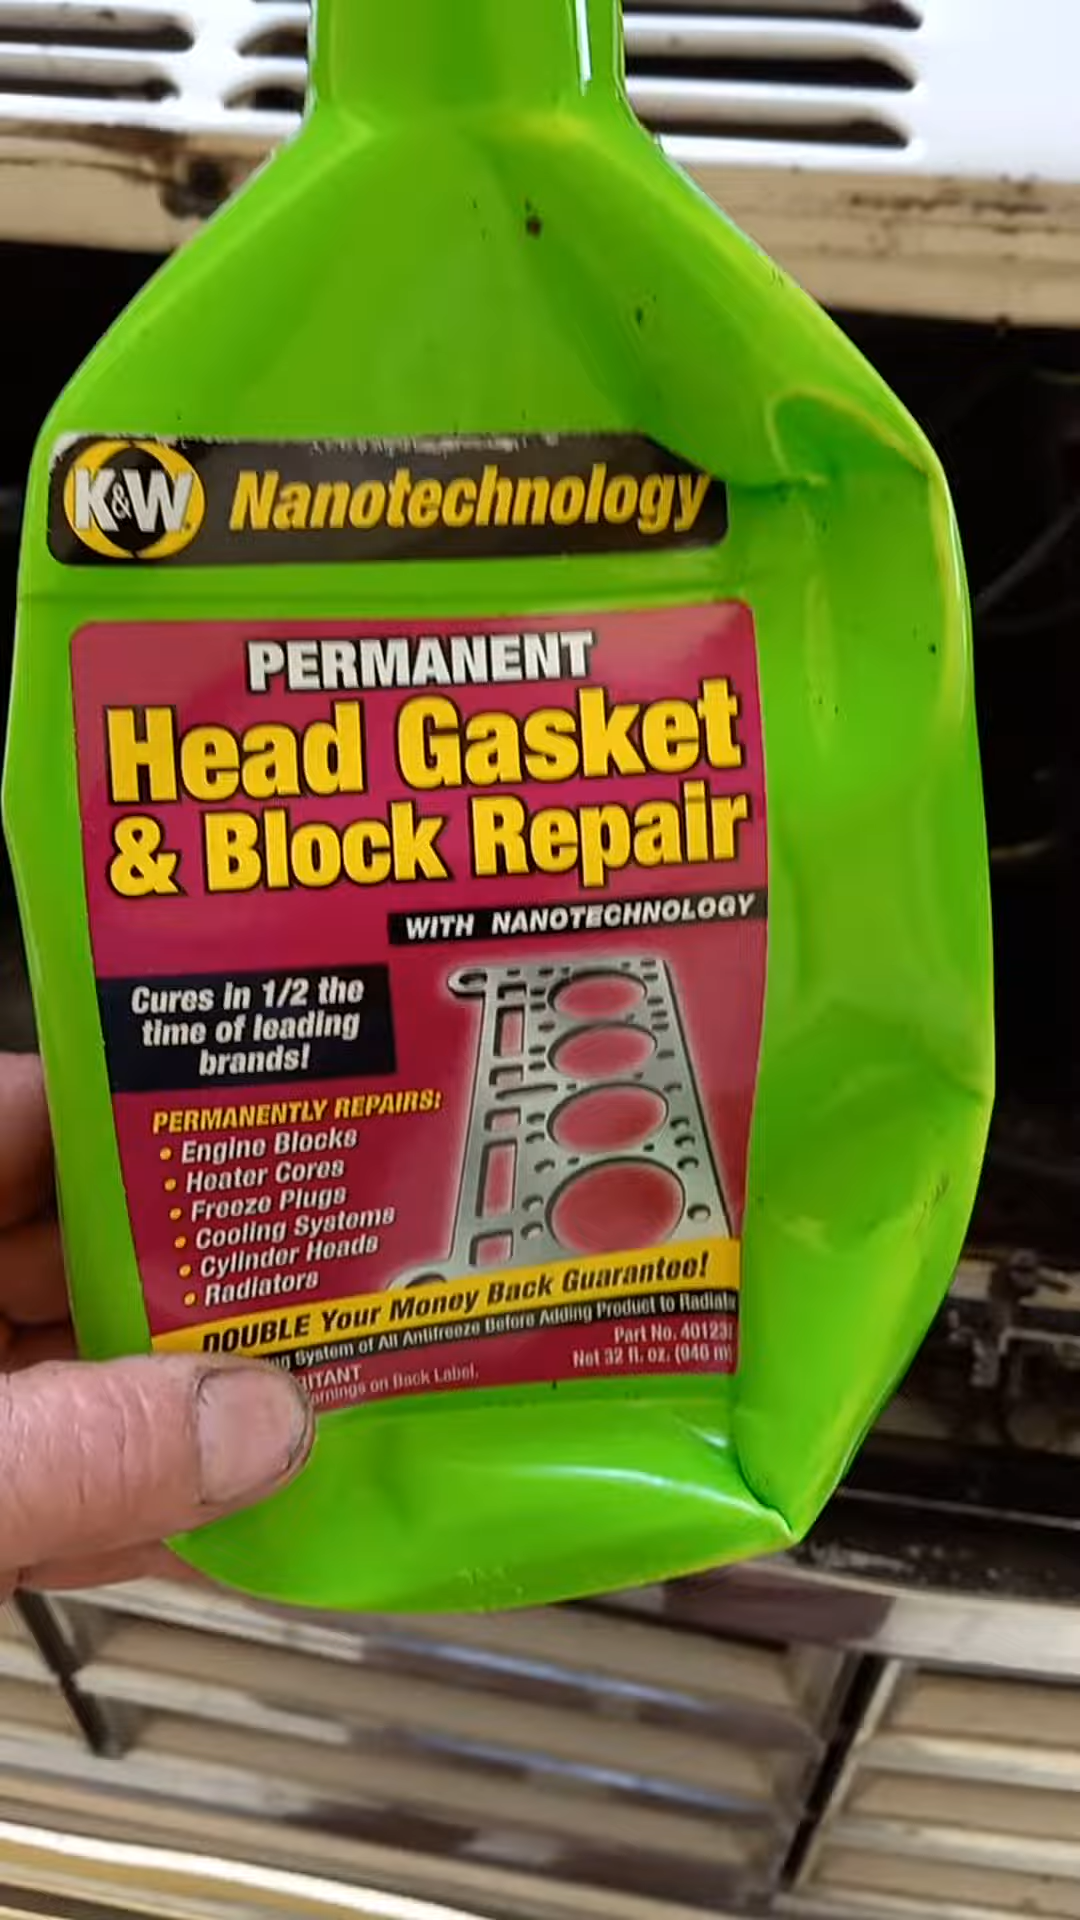 K&W Nanotechnology
PERMANENT
Head Gasket
& Block Repair
WITH NANOTECHNOLOGY
Cures in 1/2 the
time of leading
brands!
PERMANENTLY REPAIRS:
• Engine Blocks
• Heater Cores
• Freeze Plugs
• Cooling Systems
• Cylinder Heads
• Radiators
DOUBLE Your Money Back Guarantee!
System of All Antifreeze Before Adding Product to
Part No. 40123
on Back Label.
Net 32 fl. oz. (946